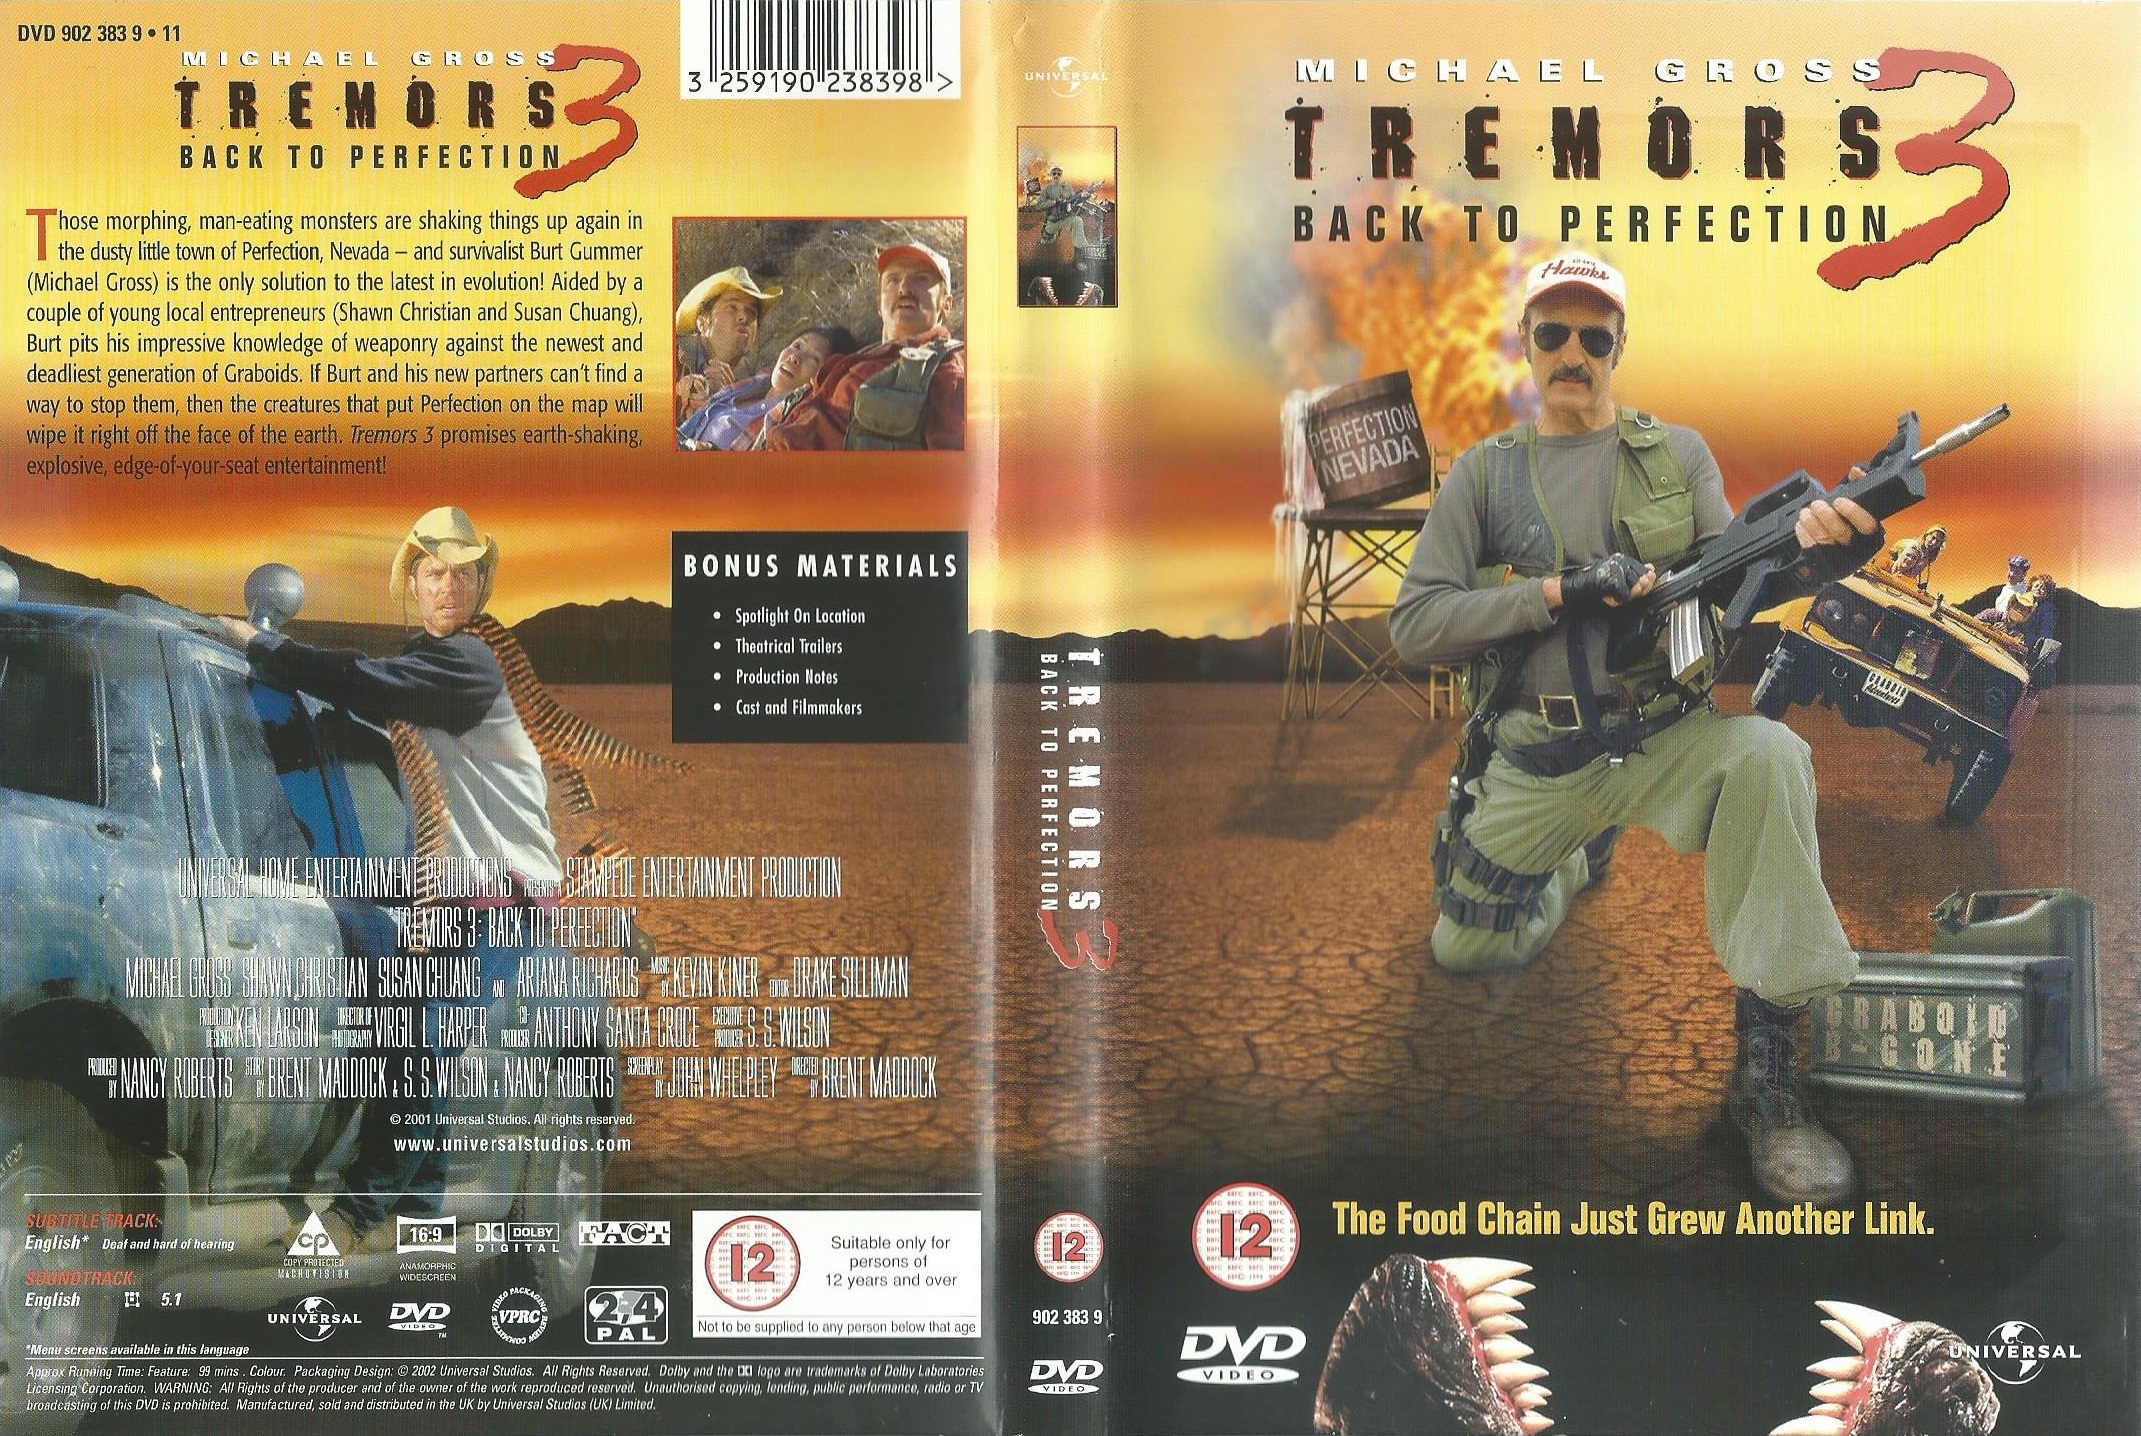 DVD 902 383 9 • 11
MICHAEL GROSS
TREMORS 3
BACK TO PERFECTION
3 259190 238398 >
Those morphing, man-eating monsters are shaking things up again in
the dusty little town of Perfection, Nevada – and survivalist Burt Gummer
(Michael Gross) is the only solution to the latest in evolution! Aided by a
couple of young local entrepreneurs (Shawn Christian and Susan Chuang),
Burt pits his impressive knowledge of weaponry against the newest and
deadliest generation of Graboids. If Burt and his new partners can't find a
way to stop them, then the creatures that put Perfection on the map will
wipe it right off the face of the earth. Tremors 3 promises earth-shaking,
explosive, edge-of-your-seat entertainment!
BONUS MATERIALS
• Spotlight On Location
• Theatrical Trailers
• Production Notes
• Cast and Filmmakers
UNIVERSAL HOME ENTERTAINMENT PRODUCTIONS PRESENTS A STAMPEDE ENTERTAINMENT PRODUCTION
"TREMORS 3: BACK TO PERFECTION"
MICHAEL GROSS SHAWN CHRISTIAN SUSAN CHUANG AND ARIANA RICHARDS MUSIC BY KEVIN KINER EDITOR DRAKE SILLIMAN
PRODUCTION DESIGNER KEN LARSON DIRECTOR OF PHOTOGRAPHY VIRGIL L. HARPER CO-PRODUCER ANTHONY SANTA CROCE EXECUTIVE PRODUCER S. S. WILSON
PRODUCED BY NANCY ROBERTS STORY BY BRENT MADDOCK & S. S. WILSON & NANCY ROBERTS SCREENPLAY BY JOHN WHELPLEY DIRECTED BY BRENT MADDOCK
© 2001 Universal Studios. All rights reserved.
www.universalstudios.com
SUBTITLE TRACK:
English* Deaf and hard of hearing
SOUNDTRACK:
English 5.1
*Menu screens available in this language
CP
COPY PROTECTED
MACROVISION
16:9
ANAMORPHIC
WIDESCREEN
DOLBY
DIGITAL
FACT
UNIVERSAL
DVD
VIDEO
TM
VIDEO PACKAGING REVIEW COMMITTEE
VPRC
2,4
PAL
12
Suitable only for
persons of
12 years and over
Not to be supplied to any person below that age
Approx Running Time: Feature: 99 mins . Colour. Packaging Design: © 2002 Universal Studios. All Rights Reserved. Dolby and the logo are trademarks of Dolby Laboratories
Licensing Corporation. WARNING: All Rights of the producer and of the owner of the work reproduced reserved. Unauthorised copying, lending, public performance, radio or TV
broadcasting of this DVD is prohibited. Manufactured, sold and distributed in the UK by Universal Studios (UK) Limited.
UNIVERSAL
TREMORS 3
BACK TO PERFECTION
12
902 383 9
DVD
VIDEO
MICHAEL GROSS
TREMORS 3
BACK TO PERFECTION
Hawks
PERFECTION
NEVADA
GRABOID
B-GONE
12
The Food Chain Just Grew Another Link.
DVD
VIDEO
UNIVERSAL